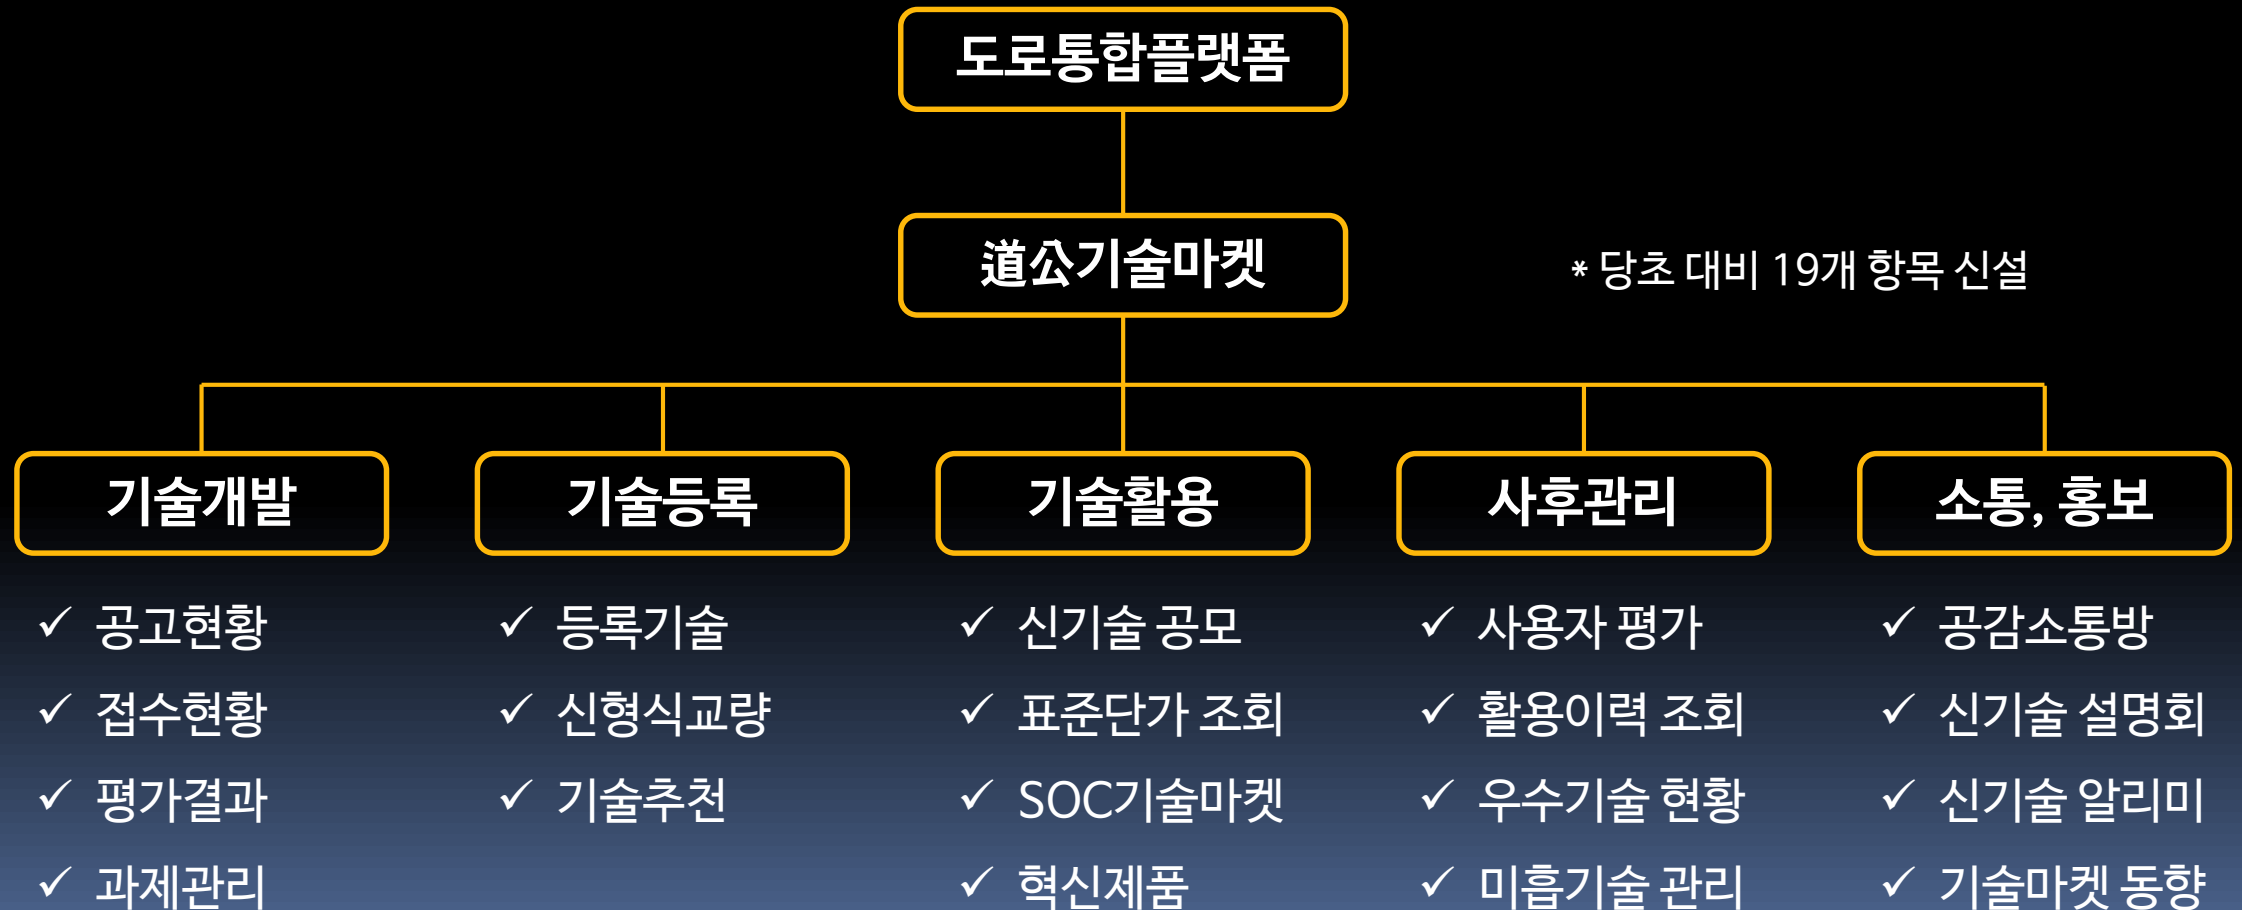 도로통합플랫폼
道公기술마켓
* 당초 대비 19개 항목 신설
기술개발
✓ 공고현황
✓ 접수현황
✓ 평가결과
✓ 과제관리
기술등록
✓ 등록기술
✓ 신형식교량
✓ 기술추천
기술활용
✓ 신기술 공모
✓ 표준단가 조회
✓ SOC기술마켓
✓ 혁신제품
사후관리
✓ 사용자 평가
✓ 활용이력 조회
✓ 우수기술 현황
✓ 미흡기술 관리
소통, 홍보
✓ 공감소통방
✓ 신기술 설명회
✓ 신기술 알리미
✓ 기술마켓 동향